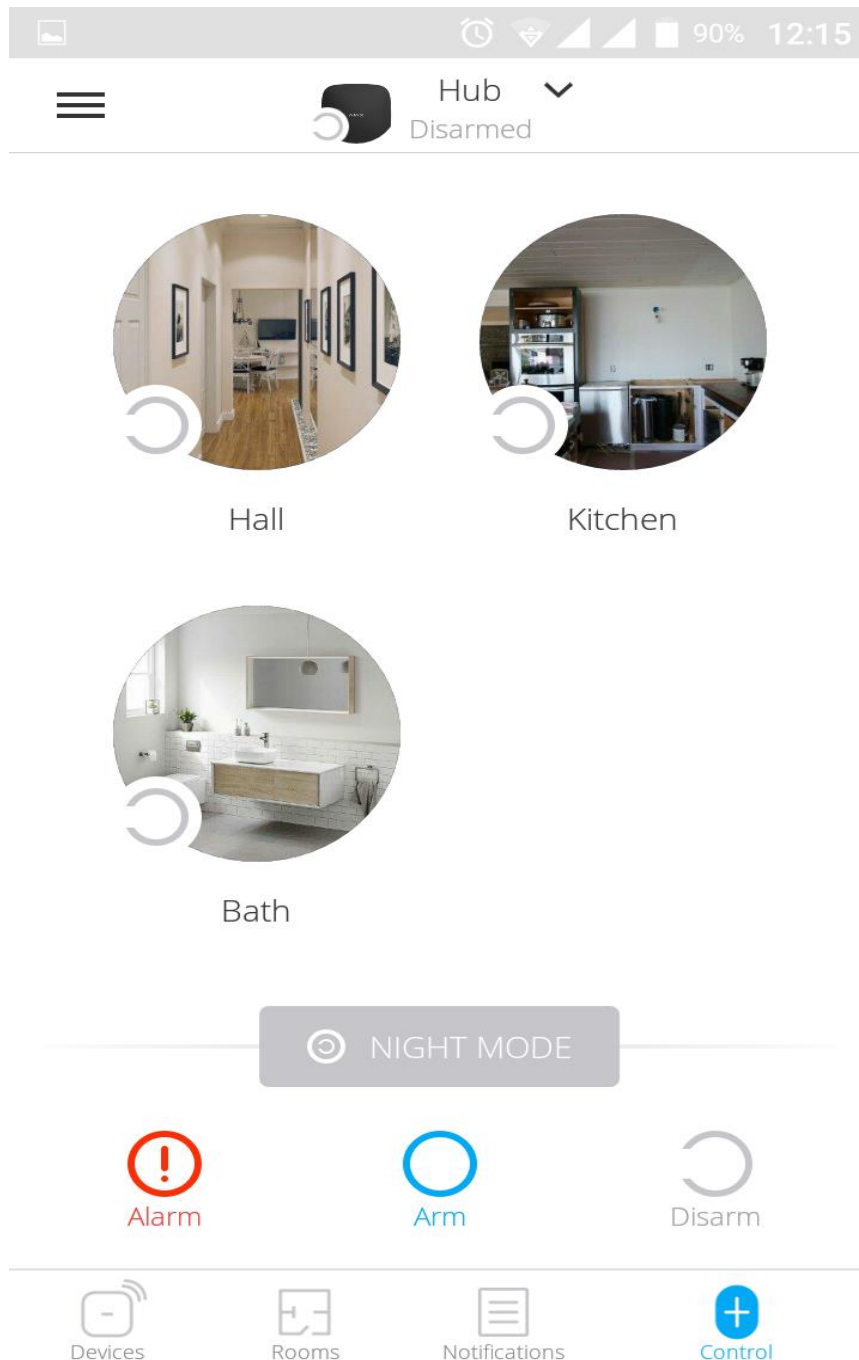 90% 12:15
Hub
Disarmed
Hall
Kitchen
Bath
NIGHT MODE
Alarm
Arm
Disarm
Devices
Rooms
Notifications
Control